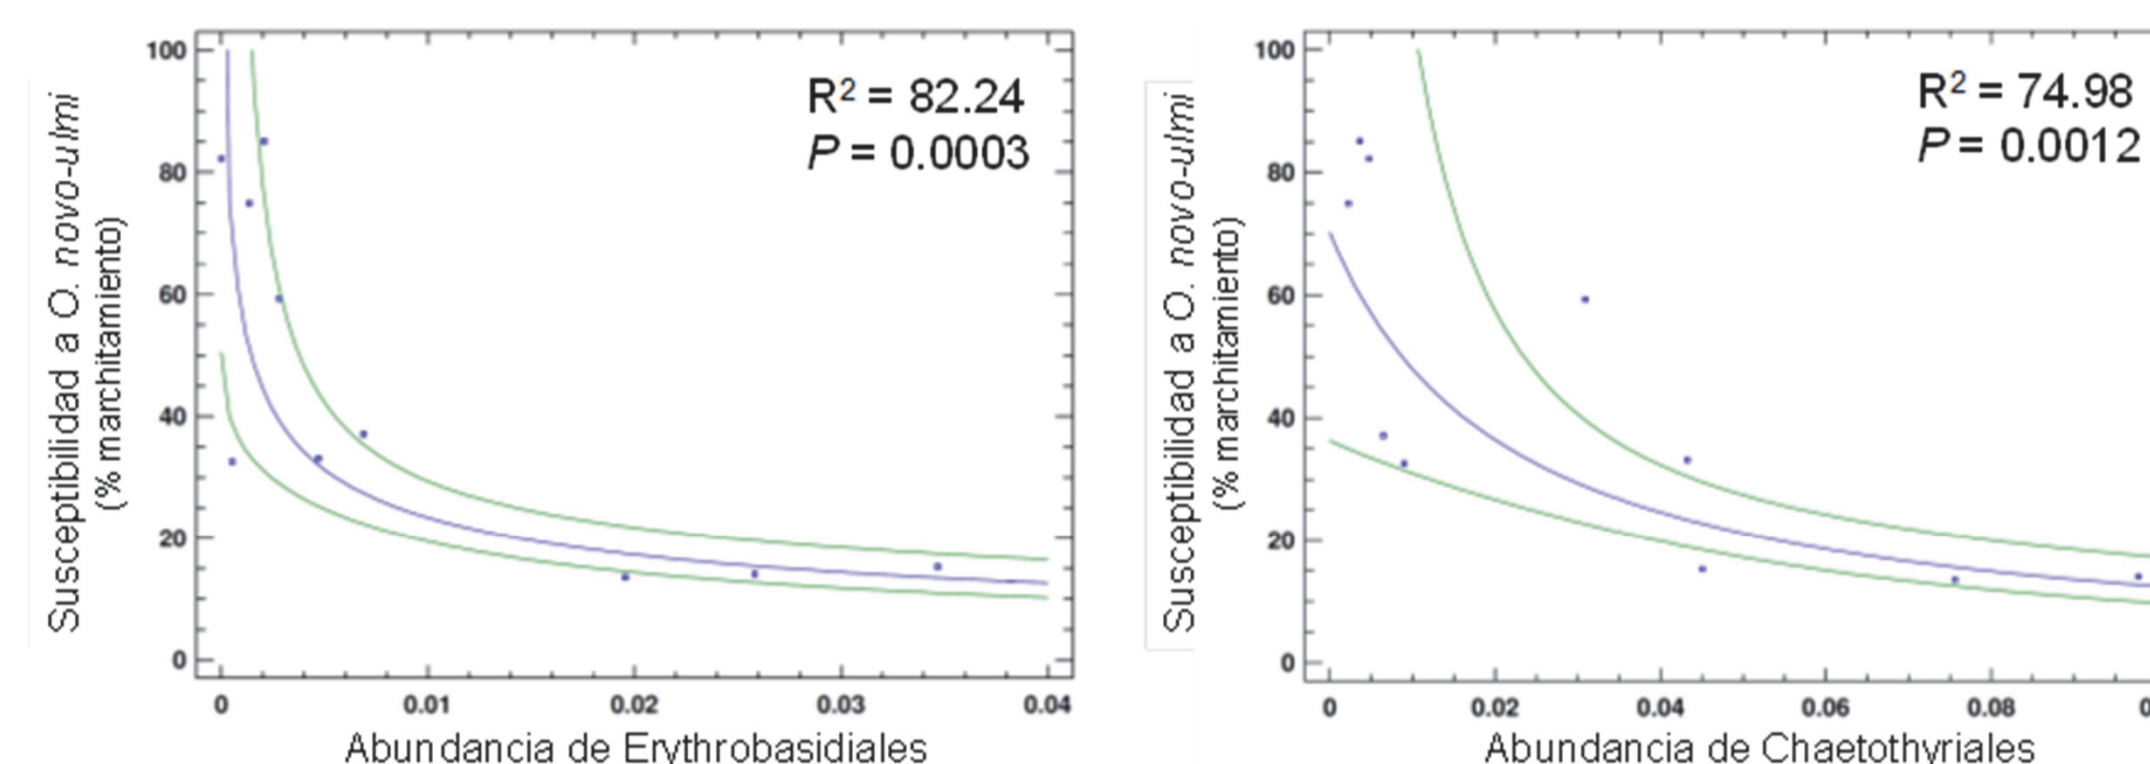 Susceptibilidad a O. novo-ulmi
(% marchitamiento)
100
80
60
40
20
0
R² = 82.24
P = 0.0003
0 0.01 0.02 0.03 0.04
Abundancia de Erythrobasidiales
Susceptibilidad a O. novo-ulmi
(% marchitamiento)
100
80
60
40
20
0
R² = 74.98
P = 0.0012
0 0.02 0.04 0.06 0.08
Abundancia de Chaetothyriales